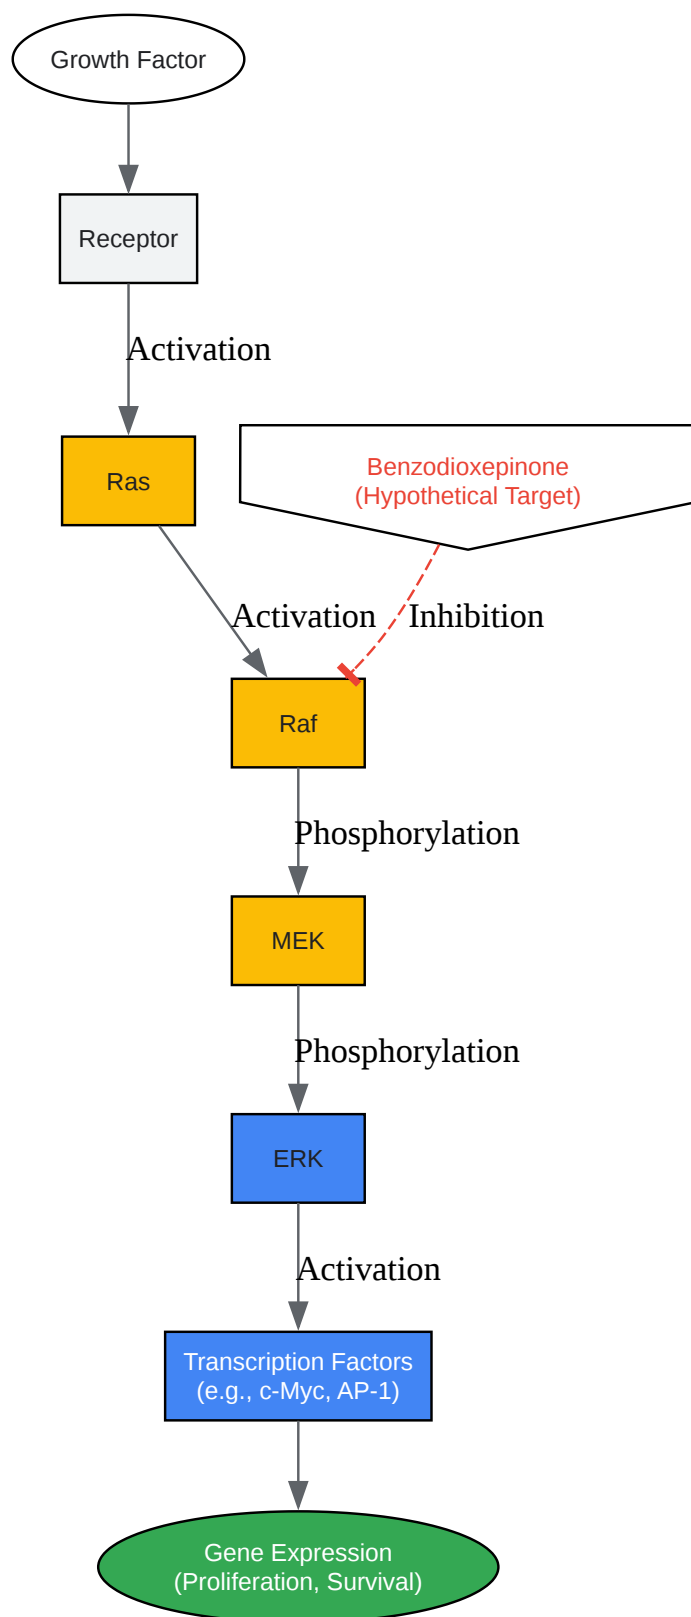 Growth Factor
Receptor
Activation
Ras
Benzodioxepinone
(Hypothetical Target)
Activation
Inhibition
Raf
Phosphorylation
MEK
Phosphorylation
ERK
Activation
Transcription Factors
(e.g., c-Myc, AP-1)
Gene Expression
(Proliferation, Survival)